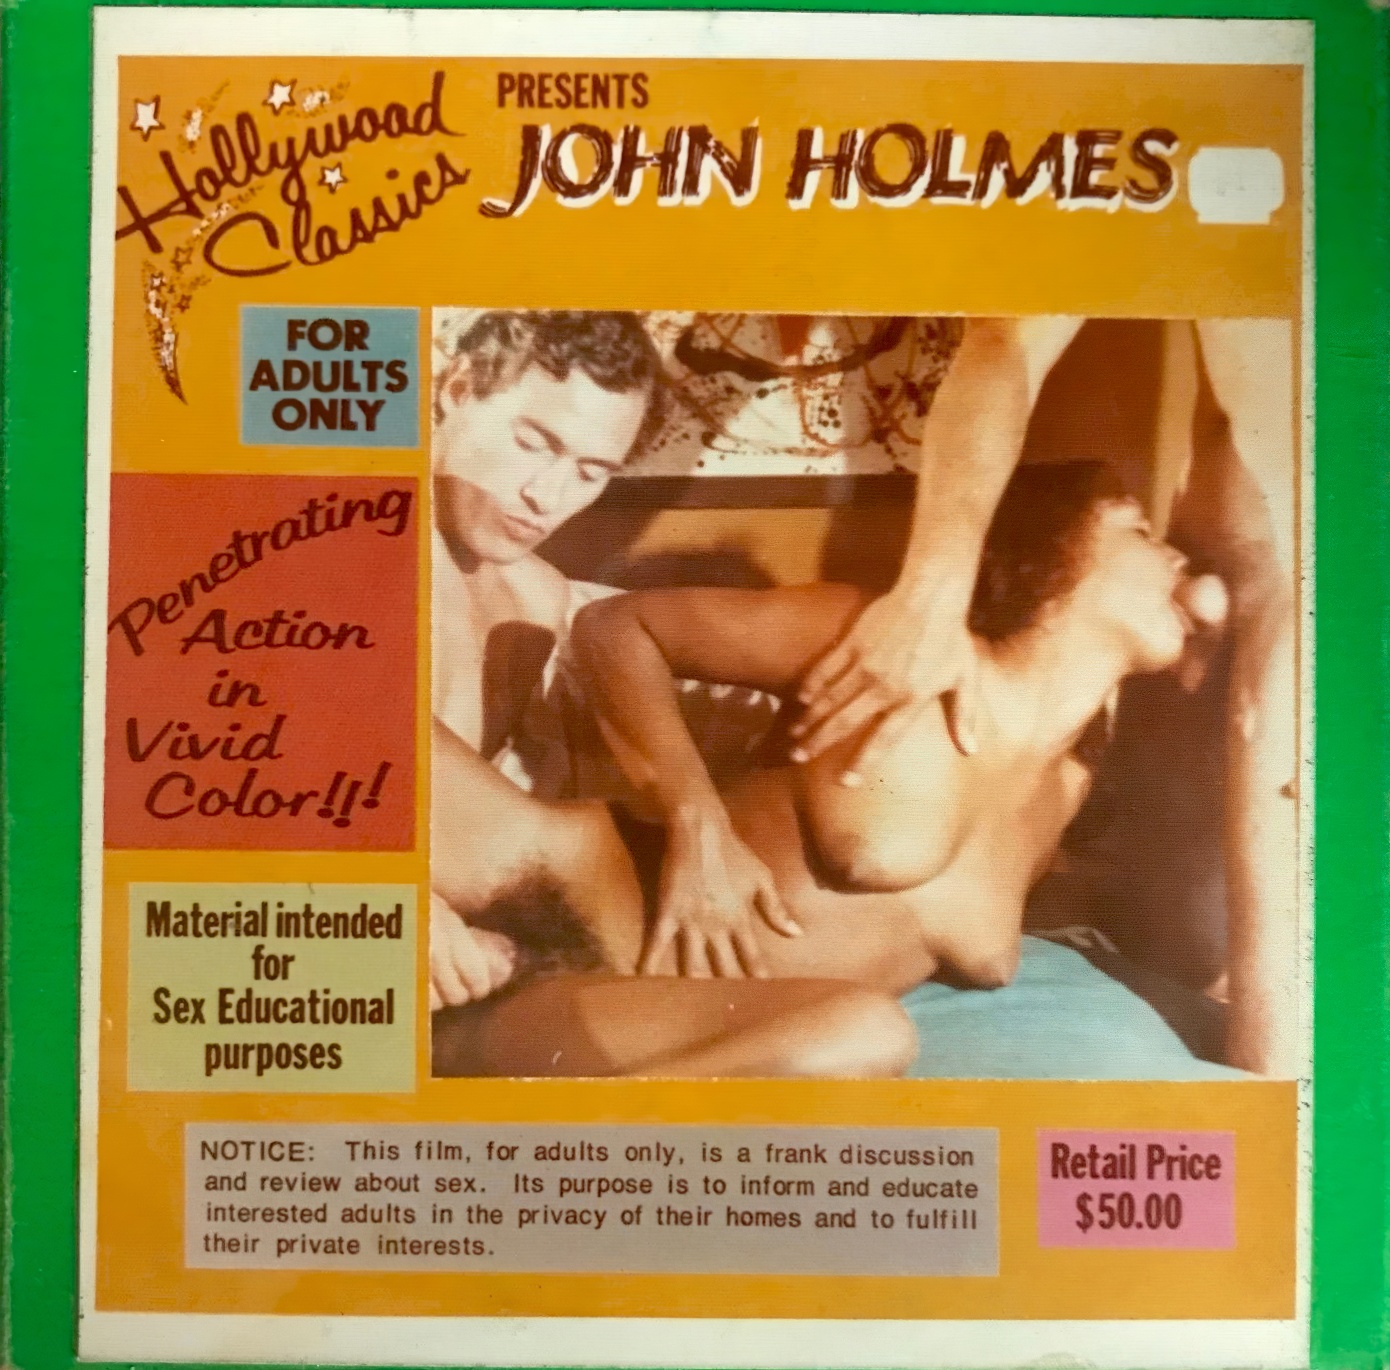 Hollywood
Classics
PRESENTS
JOHN HOLMES
FOR
ADULTS
ONLY
Penetrating
Action
in
Vivid
Color!!!
Material intended
for
Sex Educational
purposes
NOTICE: This film, for adults only, is a frank discussion
and review about sex. Its purpose is to inform and educate
interested adults in the privacy of their homes and to fulfill
their private interests.
Retail Price
$50.00